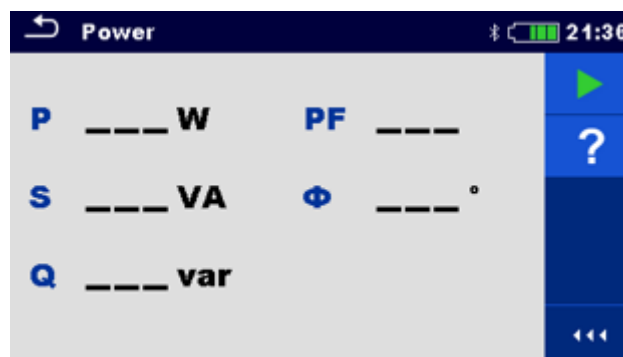 Power 21:36
P ___ W PF ___
S ___ VA Φ ___ °
Q ___ var
?